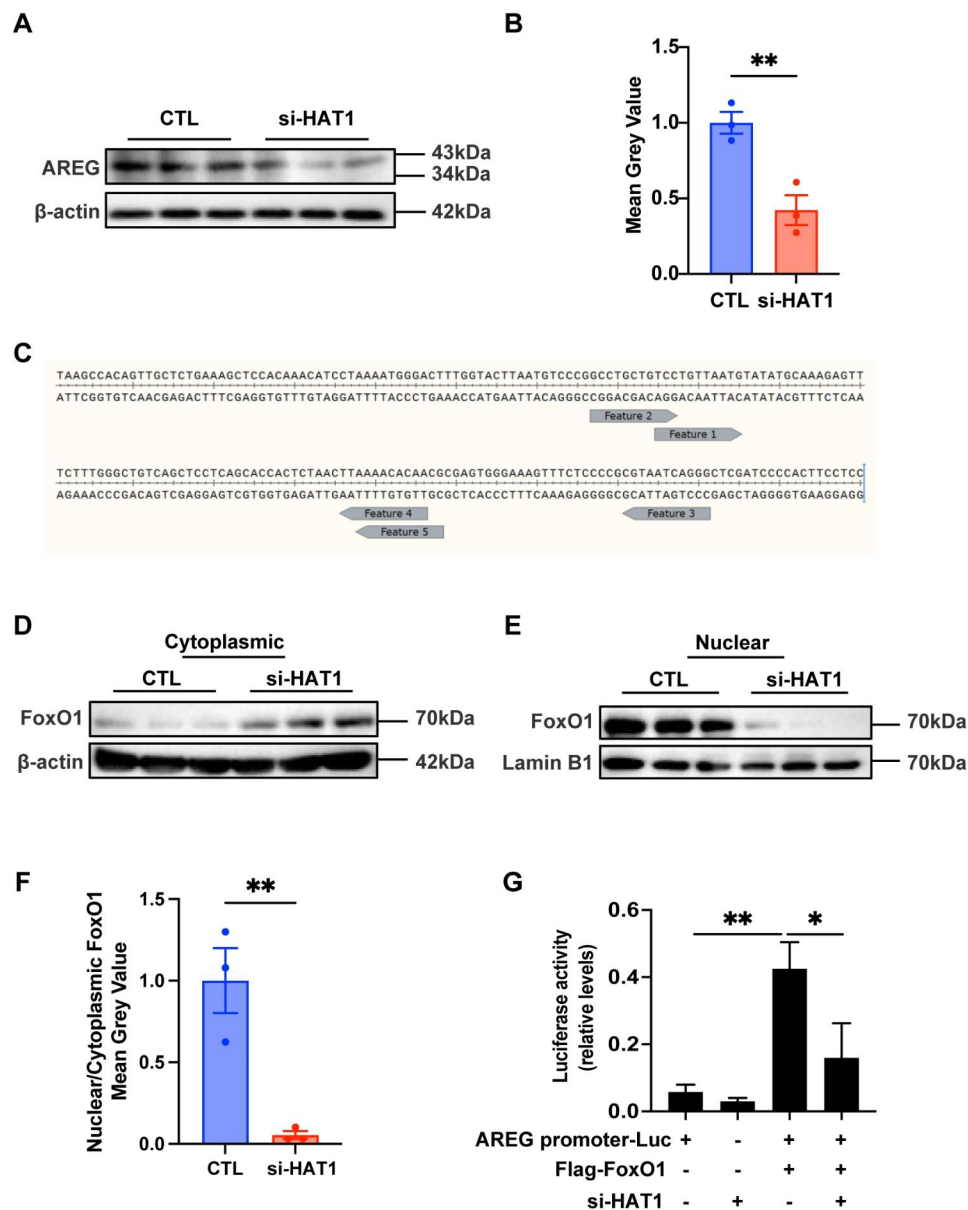 A
CTL
si-HAT1
AREG
43kDa
34kDa
β-actin
42kDa
B
Mean Grey Value
1.5
**
1.0
0.5
0.0
CTL
si-HAT1
C
TAAGCCACAGTTGCTCTGAAAGCTCCACAAACATCCTAAAATGGGACTTTGGTACTTAATGTCCCGGCCTGCTGTCCTGTTAATGTATATGCAAAGAGTT
ATTCGGTGTCAACGAGACTTTCGAGGTGTTTGTAGGATTTTACCCTGAAACCATGAATTACAGGGCCGGACGACAGGACAATTACATATACGTTTCTCAA
Feature 2
Feature 1
TCTTTGGGCTGTCAGCTCCTCAGCACCACTCTAACTTAAAACACAACGCGAGTGGGAAAGTTTCTCCCCGCGTAATCAGGGCTCGATCCCCACTTCCTCC
AGAAACCCGACAGTCGAGGAGTCGTGGTGAGATTGAATTTTGTGTTGCGCTCACCCTTTCAAAGAGGGGCGCATTAGTCCCGAGCTAGGGGTGAAGGAGG
Feature 4
Feature 3
Feature 5
D
Cytoplasmic
CTL
si-HAT1
FoxO1
70kDa
β-actin
42kDa
E
Nuclear
CTL
si-HAT1
FoxO1
70kDa
Lamin B1
70kDa
F
Nuclear/Cytoplasmic FoxO1
Mean Grey Value
1.5
**
1.0
0.5
0.0
CTL
si-HAT1
G
Luciferase activity
(relative levels)
0.6
** *
0.4
0.2
0.0
AREG promoter-Luc + - + +
Flag-FoxO1 - - + +
si-HAT1 - + - +